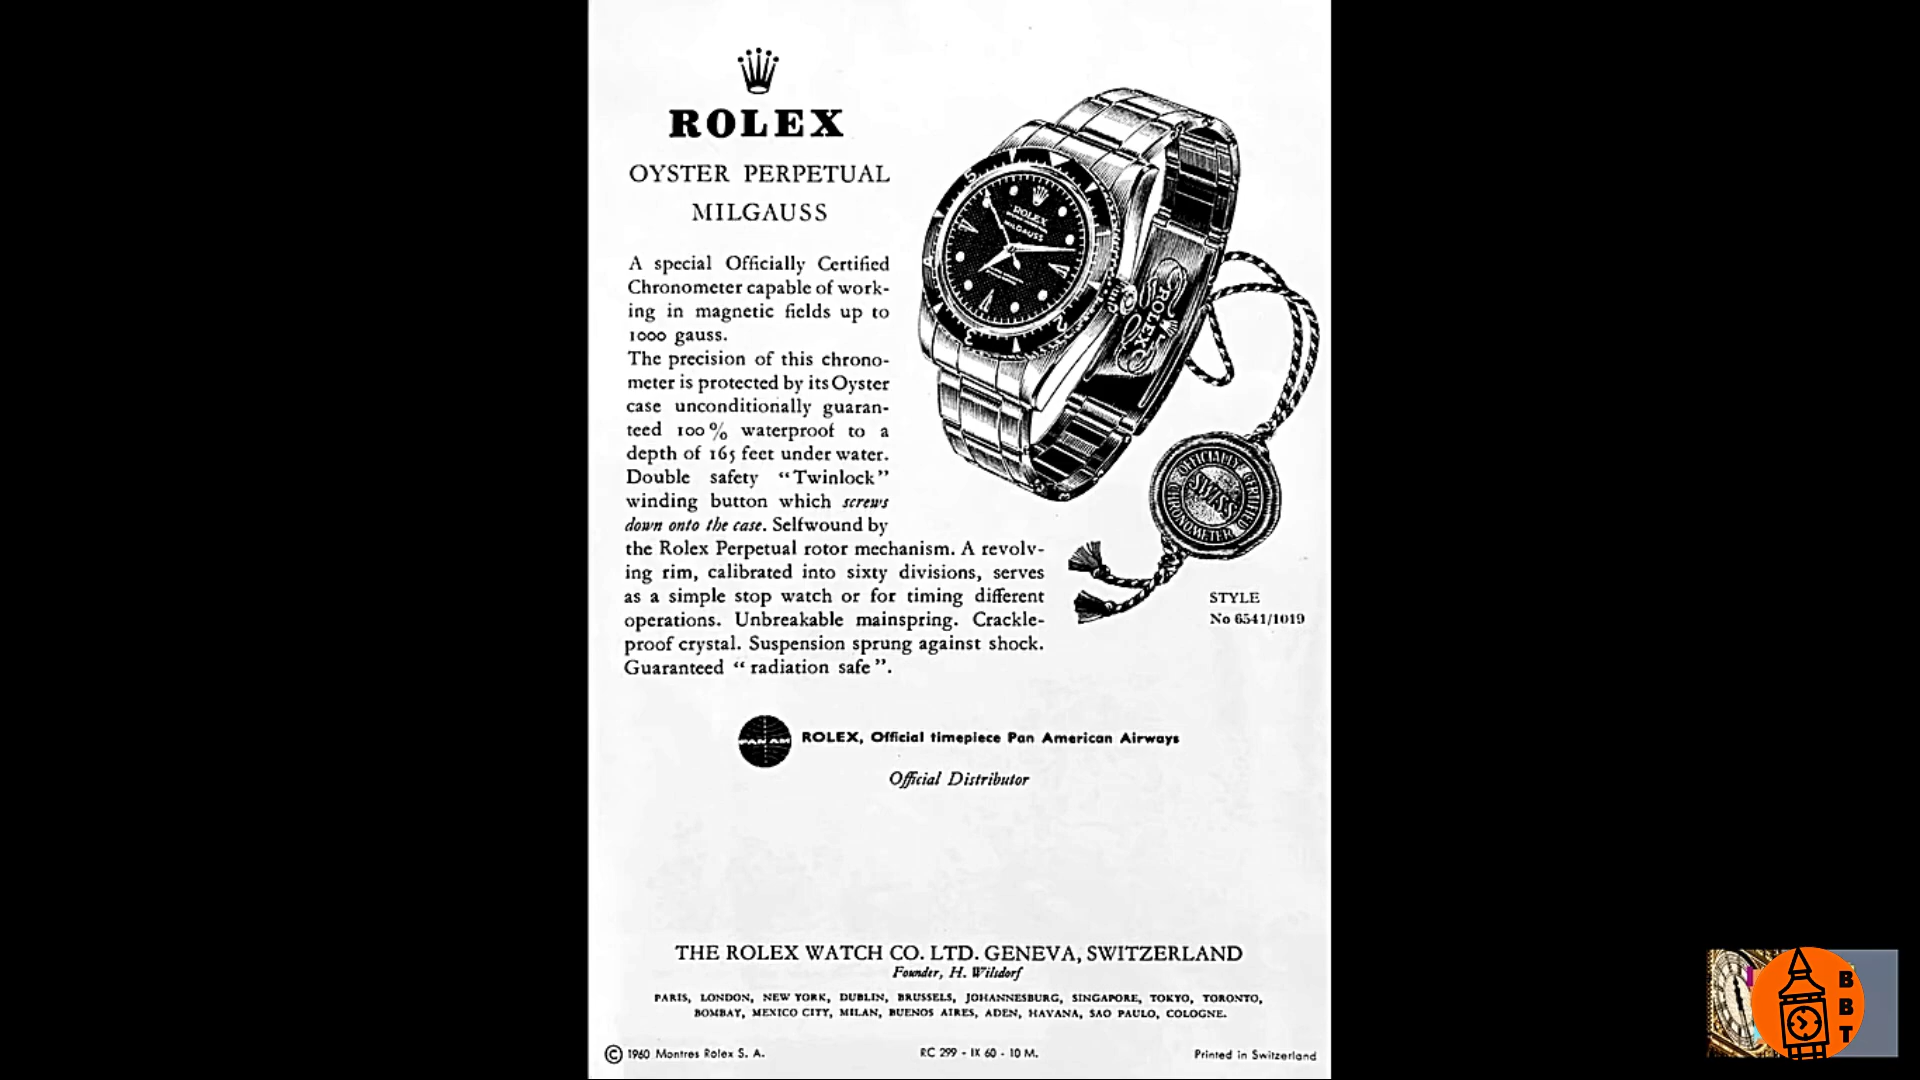 ROLEX
OYSTER PERPETUAL
MILGAUSS
A special Officially Certified
Chronometer capable of work-
ing in magnetic fields up to
1000 gauss.
The precision of this chrono-
meter is protected by its Oyster
case unconditionally guaran-
teed 100% waterproof to a
depth of 165 feet under water.
Double safety “Twinlock”
winding button which screws
down onto the case. Selfwound by
the Rolex Perpetual rotor mechanism. A revolv-
ing rim, calibrated into sixty divisions, serves
as a simple stop watch or for timing different
operations. Unbreakable mainspring. Crackle-
proof crystal. Suspension sprung against shock.
Guaranteed “ radiation safe ”.
ROLEX
MILGAUSS
5
1
4
2
3
ROLEX
OFFICIALLY CERTIFIED
SWISS
CHRONOMETER
STYLE
No 6541/1019
PAN AM
ROLEX, Official timepiece Pan American Airways
Official Distributor
THE ROLEX WATCH CO. LTD. GENEVA, SWITZERLAND
Founder, H. Wilsdorf
PARIS, LONDON, NEW YORK, DUBLIN, BRUSSELS, JOHANNESBURG, SINGAPORE, TOKYO, TORONTO,
BOMBAY, MEXICO CITY, MILAN, BUENOS AIRES, ADEN, HAVANA, SAO PAULO, COLOGNE.
© 1960 Montres Rolex S. A.
RC 299 - IX 60 - 10 M.
Printed in Switzerland
B
B
T